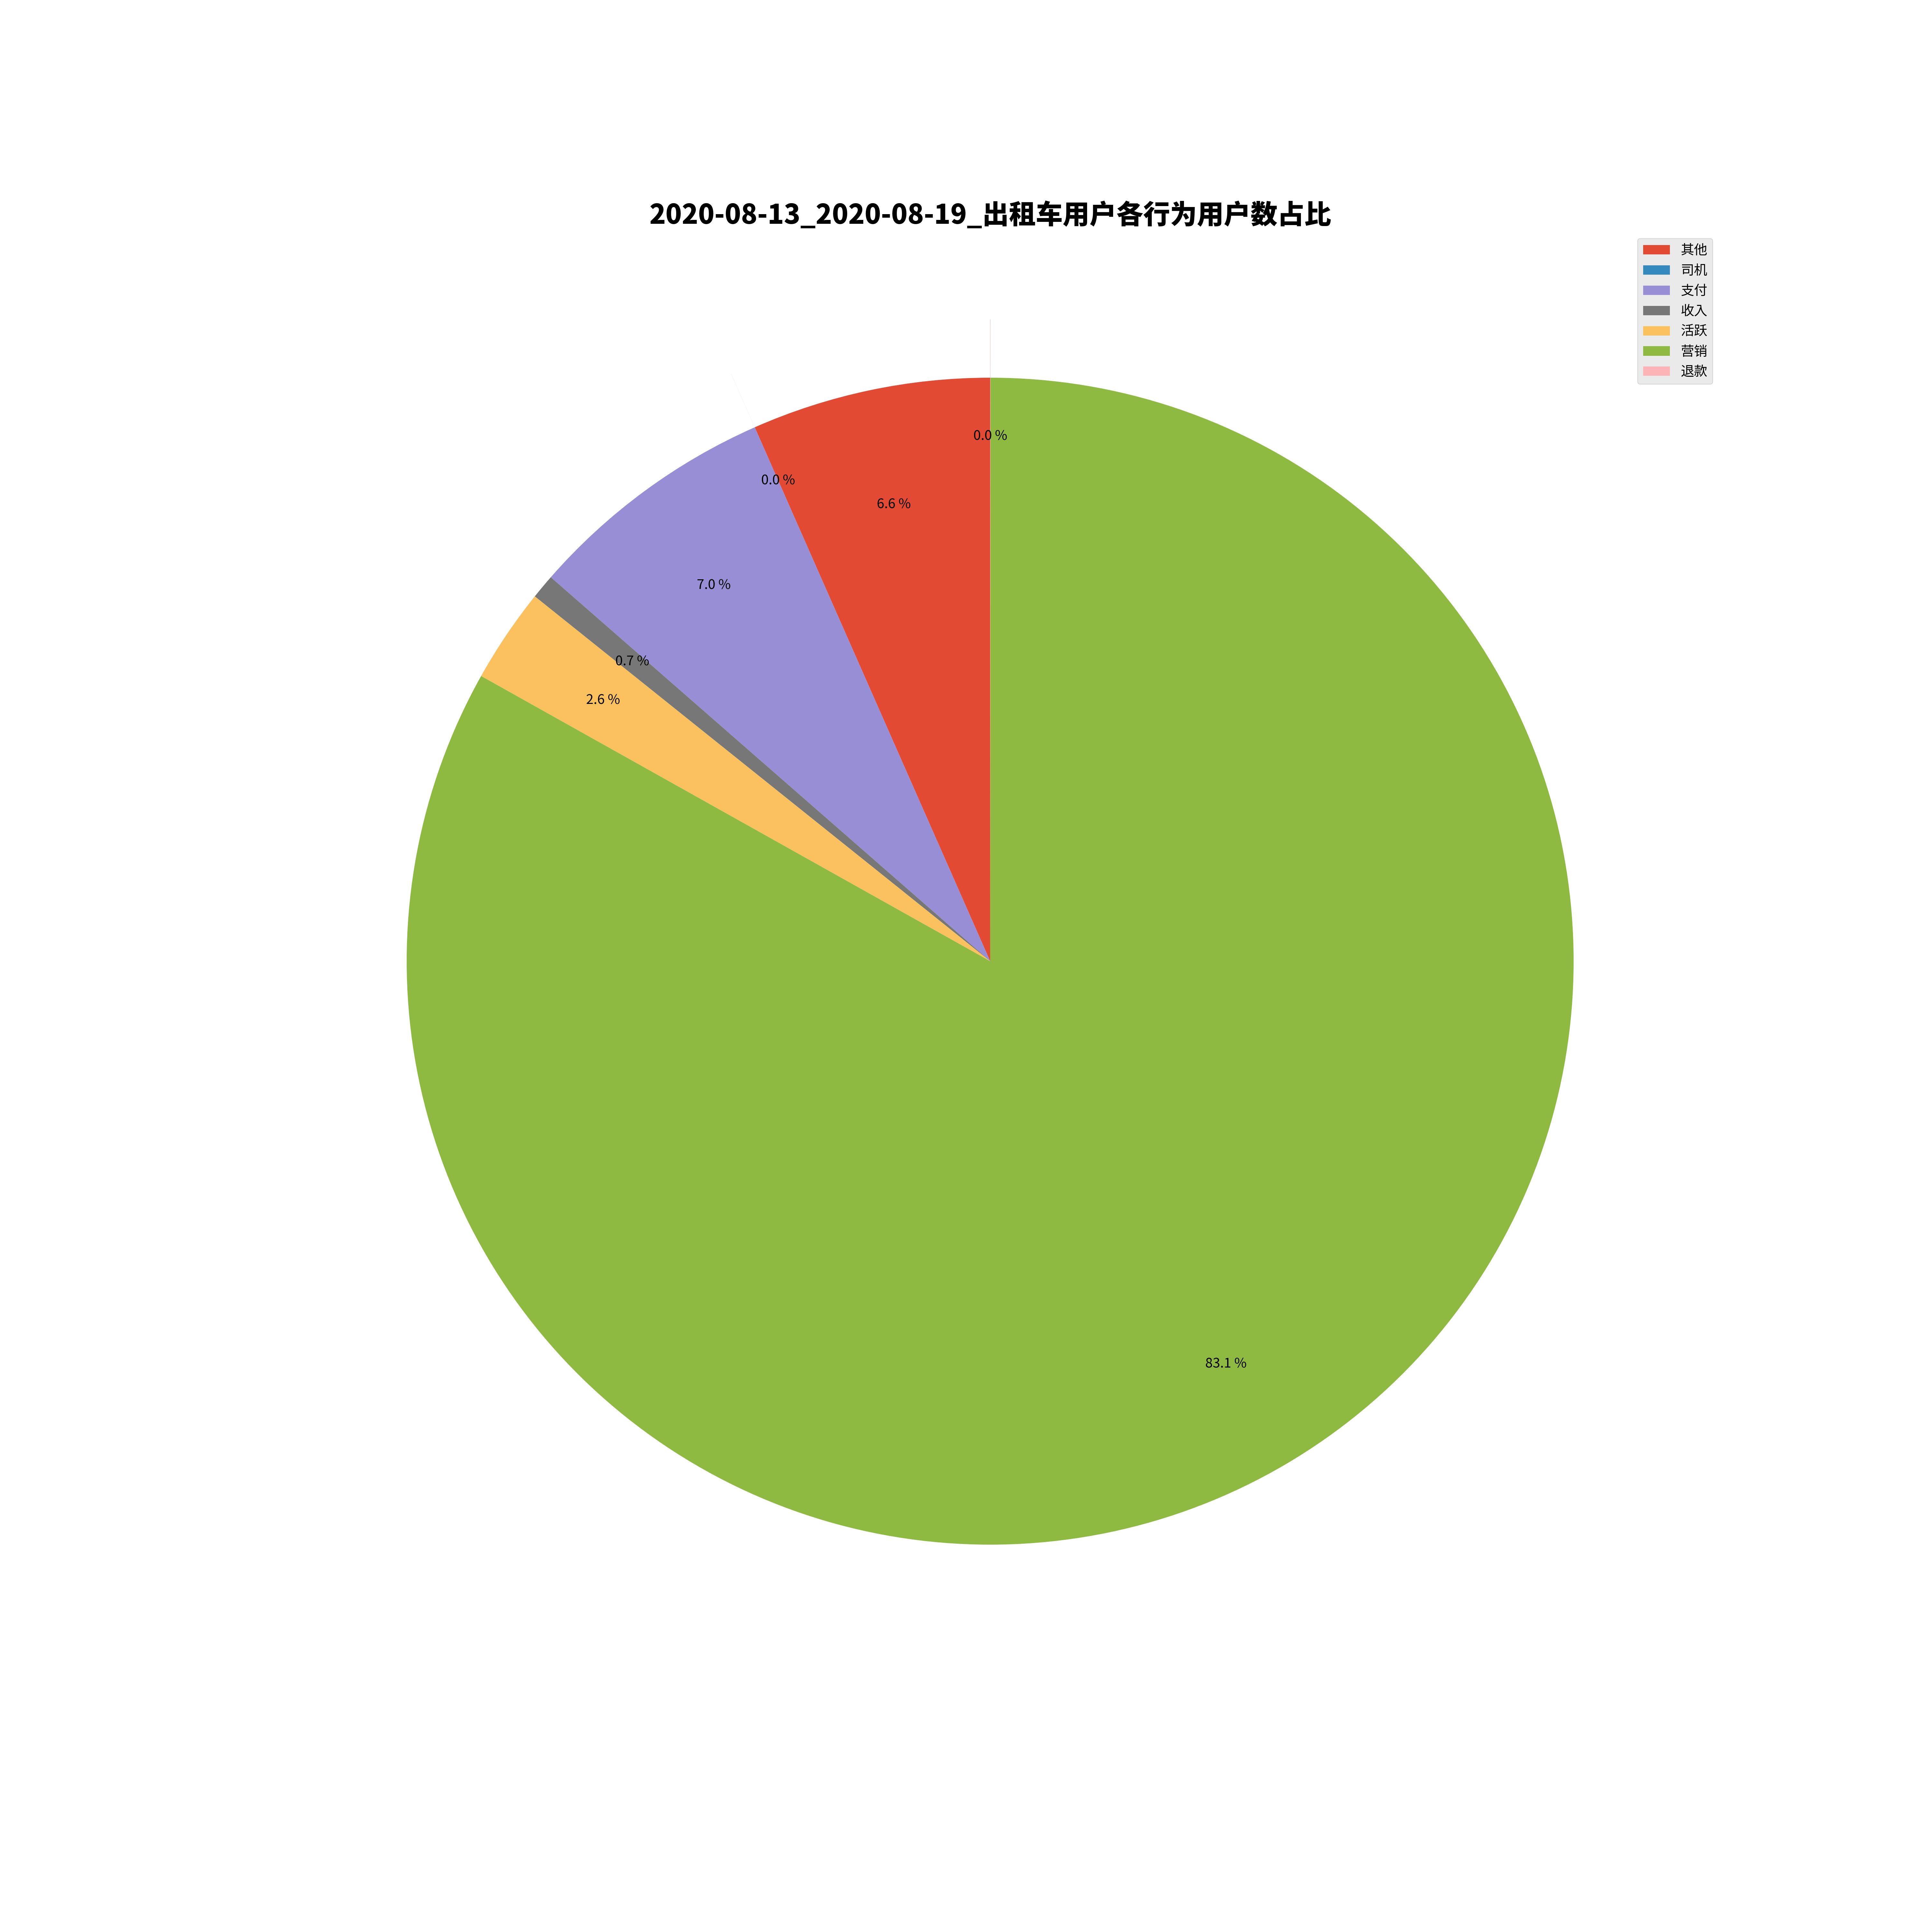 2020-08-13_2020-08-19_出租车用户各行为用户数占比
其他
司机
支付
收入
活跃
营销
退款
0.0 %
0.0 %
6.6 %
7.0 %
0.7 %
2.6 %
83.1 %